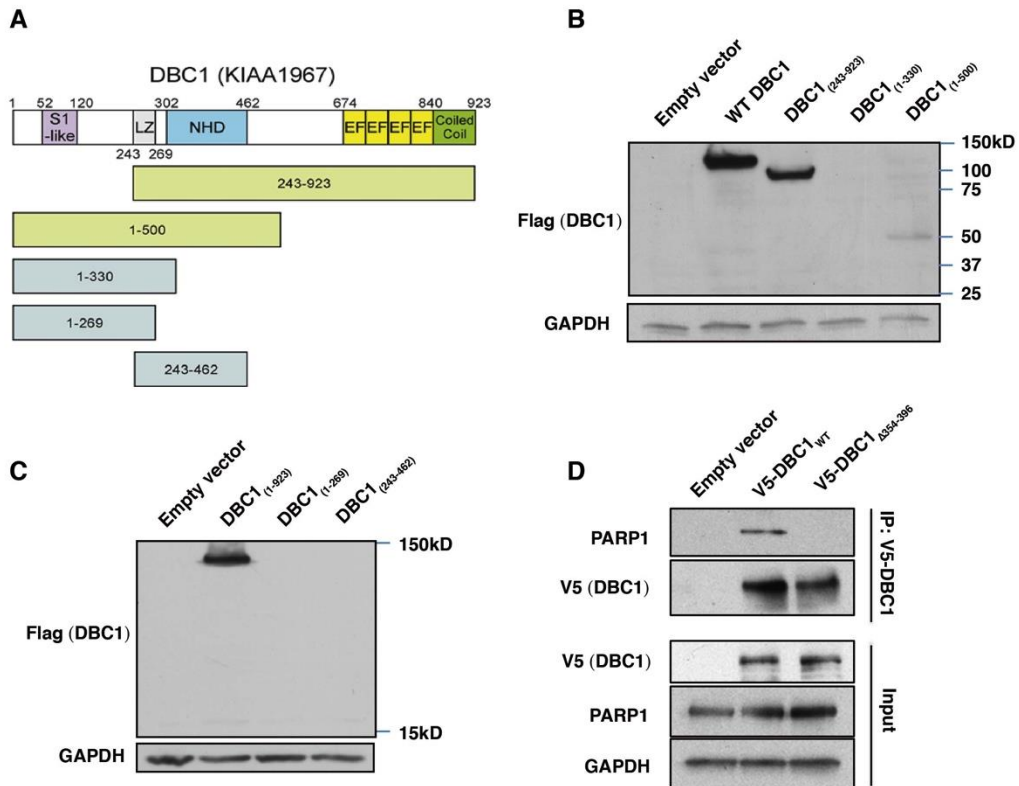 A
DBC1 (KIAA1967)
1 52 120 302 462 674 840 923
S1
-like
LZ
NHD
EF EF EF EF
Coiled
Coil
243 269
243-923
1-500
1-330
1-269
243-462
B
Empty vector
WT DBC1
DBC1(243-923)
DBC1(1-330)
DBC1(1-500)
Flag (DBC1)
150kD
100
75
50
37
25
GAPDH
C
Empty vector
DBC1(1-923)
DBC1(1-269)
DBC1(243-462)
Flag (DBC1)
150kD
15kD
GAPDH
D
Empty vector
V5-DBC1WT
V5-DBC1Δ354-396
PARP1
V5 (DBC1)
IP: V5-DBC1
V5 (DBC1)
PARP1
GAPDH
Input